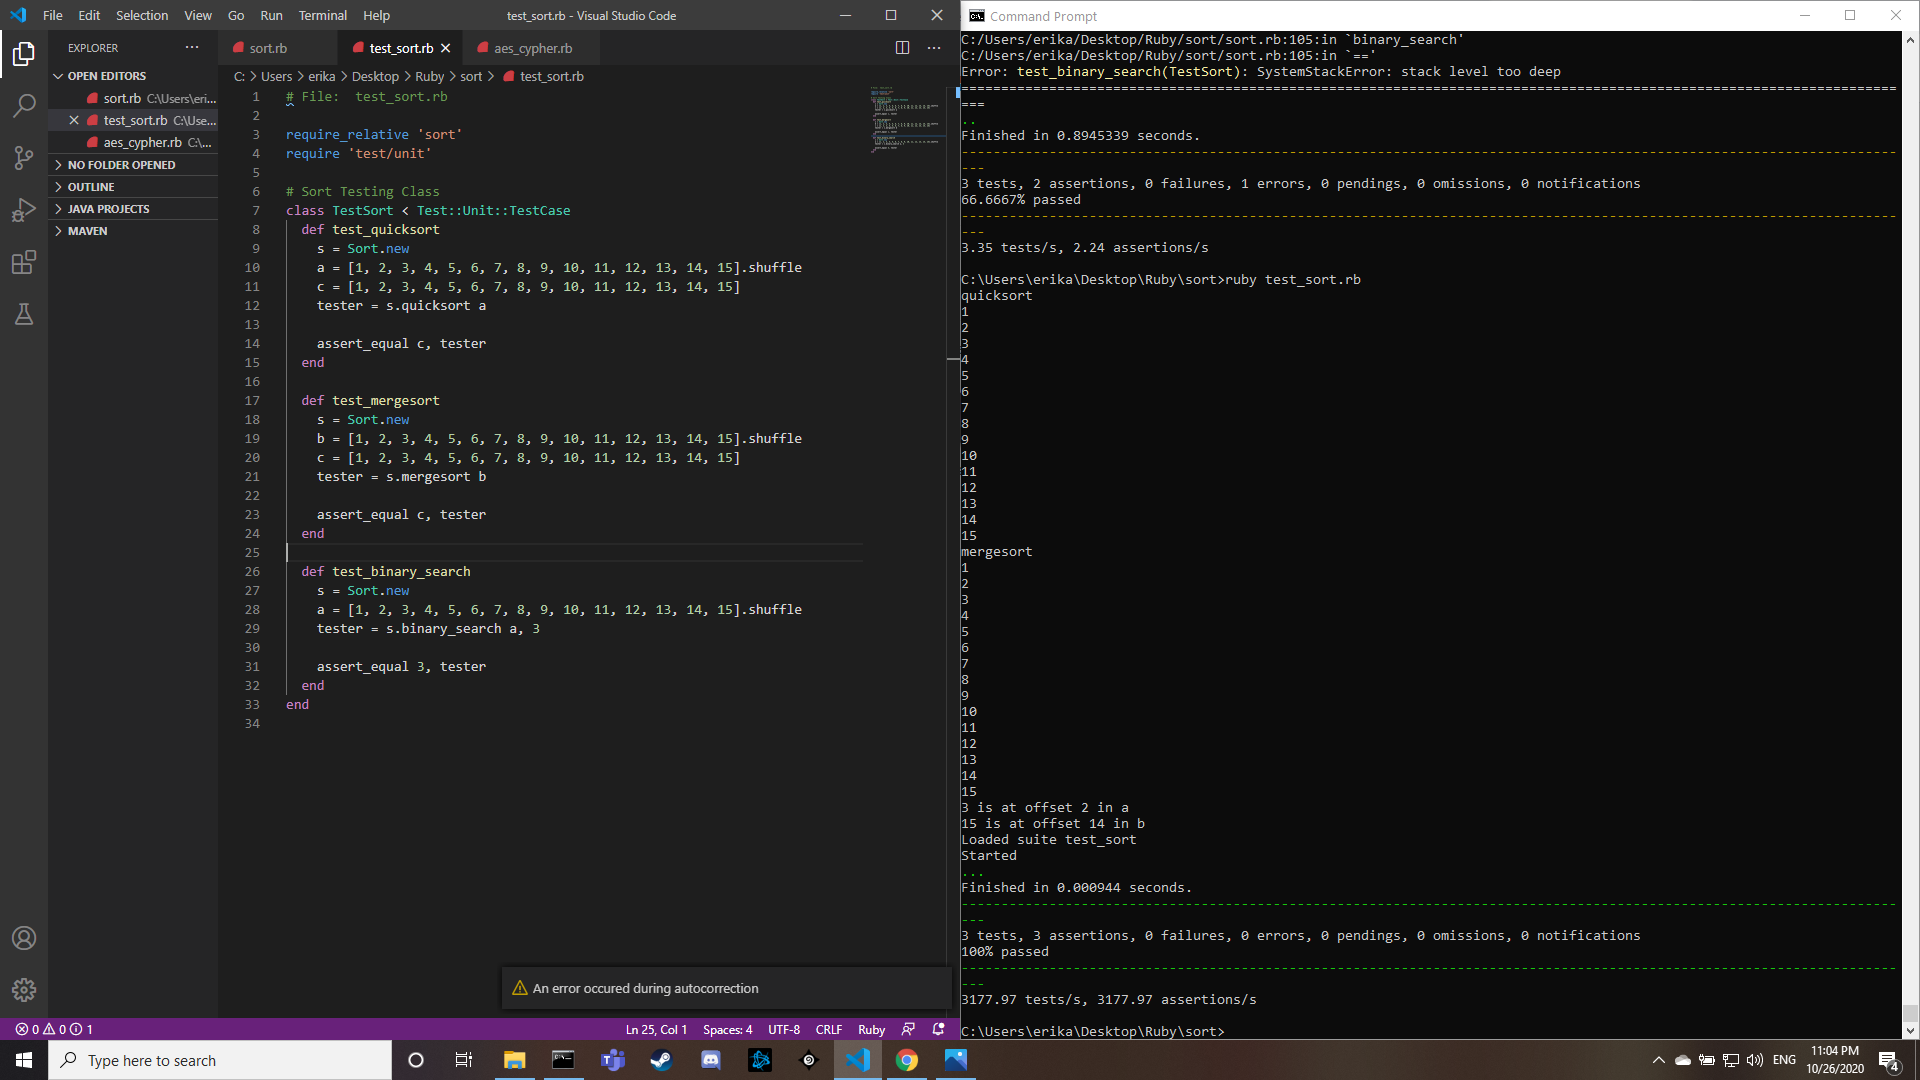 File Edit Selection View Go Run Terminal Help
test_sort.rb - Visual Studio Code
EXPLORER
OPEN EDITORS
sort.rb C:\Users\eri...
test_sort.rb C:\Use...
aes_cypher.rb C:\...
NO FOLDER OPENED
OUTLINE
JAVA PROJECTS
MAVEN
sort.rb test_sort.rb aes_cypher.rb
C: > Users > erika > Desktop > Ruby > sort > test_sort.rb
1 # File:  test_sort.rb
2
3 require_relative 'sort'
4 require 'test/unit'
5
6 # Sort Testing Class
7 class TestSort < Test::Unit::TestCase
8   def test_quicksort
9     s = Sort.new
10     a = [1, 2, 3, 4, 5, 6, 7, 8, 9, 10, 11, 12, 13, 14, 15].shuffle
11     c = [1, 2, 3, 4, 5, 6, 7, 8, 9, 10, 11, 12, 13, 14, 15]
12     tester = s.quicksort a
13
14     assert_equal c, tester
15   end
16
17   def test_mergesort
18     s = Sort.new
19     b = [1, 2, 3, 4, 5, 6, 7, 8, 9, 10, 11, 12, 13, 14, 15].shuffle
20     c = [1, 2, 3, 4, 5, 6, 7, 8, 9, 10, 11, 12, 13, 14, 15]
21     tester = s.mergesort b
22
23     assert_equal c, tester
24   end
25
26   def test_binary_search
27     s = Sort.new
28     a = [1, 2, 3, 4, 5, 6, 7, 8, 9, 10, 11, 12, 13, 14, 15].shuffle
29     tester = s.binary_search a, 3
30
31     assert_equal 3, tester
32   end
33 end
34
An error occured during autocorrection
0 0 1
Ln 25, Col 1 Spaces: 4 UTF-8 CRLF Ruby
Command Prompt
C:/Users/erika/Desktop/Ruby/sort/sort.rb:105:in `binary_search'
C:/Users/erika/Desktop/Ruby/sort/sort.rb:105:in `=='
Error: test_binary_search(TestSort): SystemStackError: stack level too deep
===
..
Finished in 0.8945339 seconds.
---
3 tests, 2 assertions, 0 failures, 1 errors, 0 pendings, 0 omissions, 0 notifications
66.6667% passed
---
3.35 tests/s, 2.24 assertions/s
C:\Users\erika\Desktop\Ruby\sort>ruby test_sort.rb
quicksort
1
2
3
4
5
6
7
8
9
10
11
12
13
14
15
mergesort
1
2
3
4
5
6
7
8
9
10
11
12
13
14
15
3 is at offset 2 in a
15 is at offset 14 in b
Loaded suite test_sort
Started
...
Finished in 0.000944 seconds.
---
3 tests, 3 assertions, 0 failures, 0 errors, 0 pendings, 0 omissions, 0 notifications
100% passed
---
3177.97 tests/s, 3177.97 assertions/s
C:\Users\erika\Desktop\Ruby\sort>
Type here to search
ENG
11:04 PM
10/26/2020
4